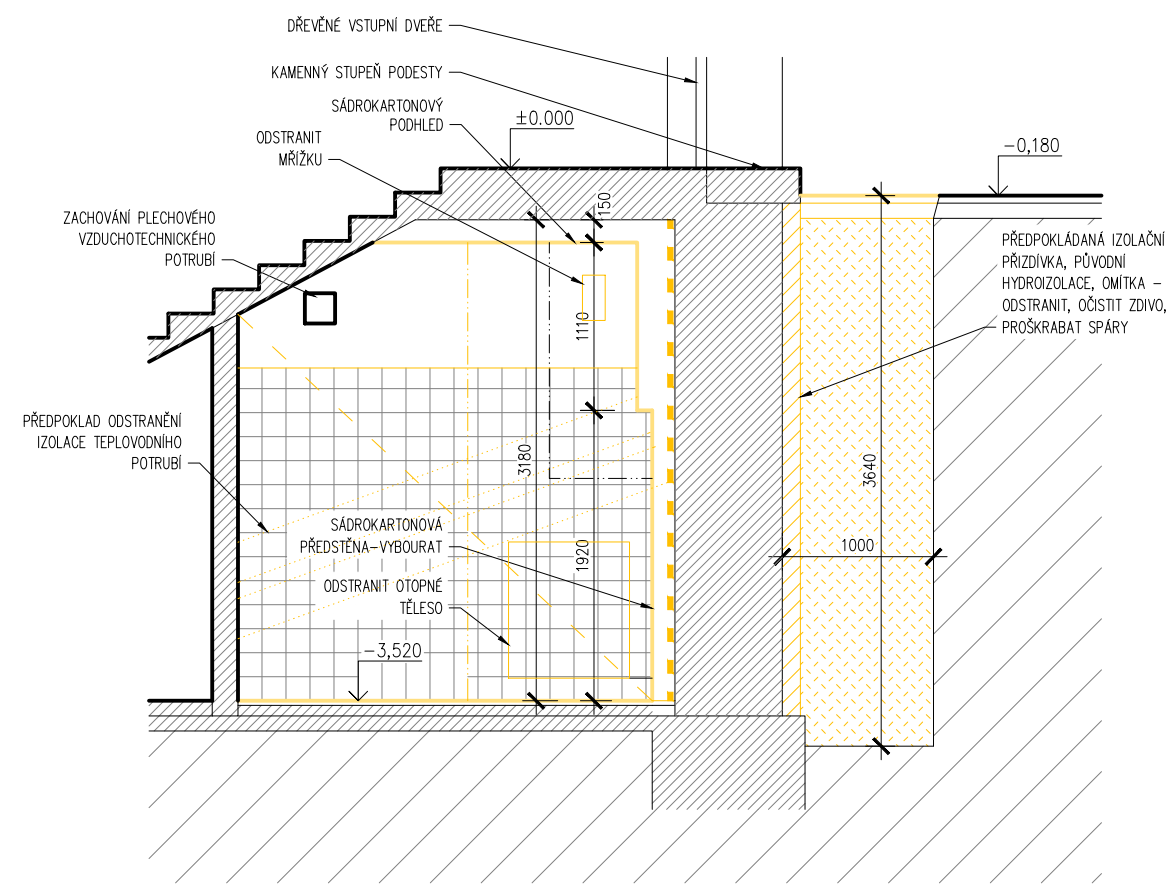 DŘEVĚNÉ VSTUPNÍ DVEŘE
KAMENNÝ STUPEŇ PODESTY
SÁDROKARTONOVÝ
PODHLED
±0.000
ODSTRANIT
MŘÍŽKU
-0,180
ZACHOVÁNÍ PLECHOVÉHO
VZDUCHOTECHNICKÉHO
POTRUBÍ
150
PŘEDPOKLÁDANÁ IZOLAČNÍ
PŘIZDÍVKA, PŮVODNÍ
HYDROIZOLACE, OMÍTKA –
ODSTRANIT, OČISTIT ZDIVO,
PROŠKRABAT SPÁRY
1110
PŘEDPOKLAD ODSTRANĚNÍ
IZOLACE TEPLOVODNÍHO
POTRUBÍ
3180
3640
SÁDROKARTONOVÁ
PŘEDSTĚNA-VYBOURAT
1920
1000
ODSTRANIT OTOPNÉ
TĚLESO
-3,520